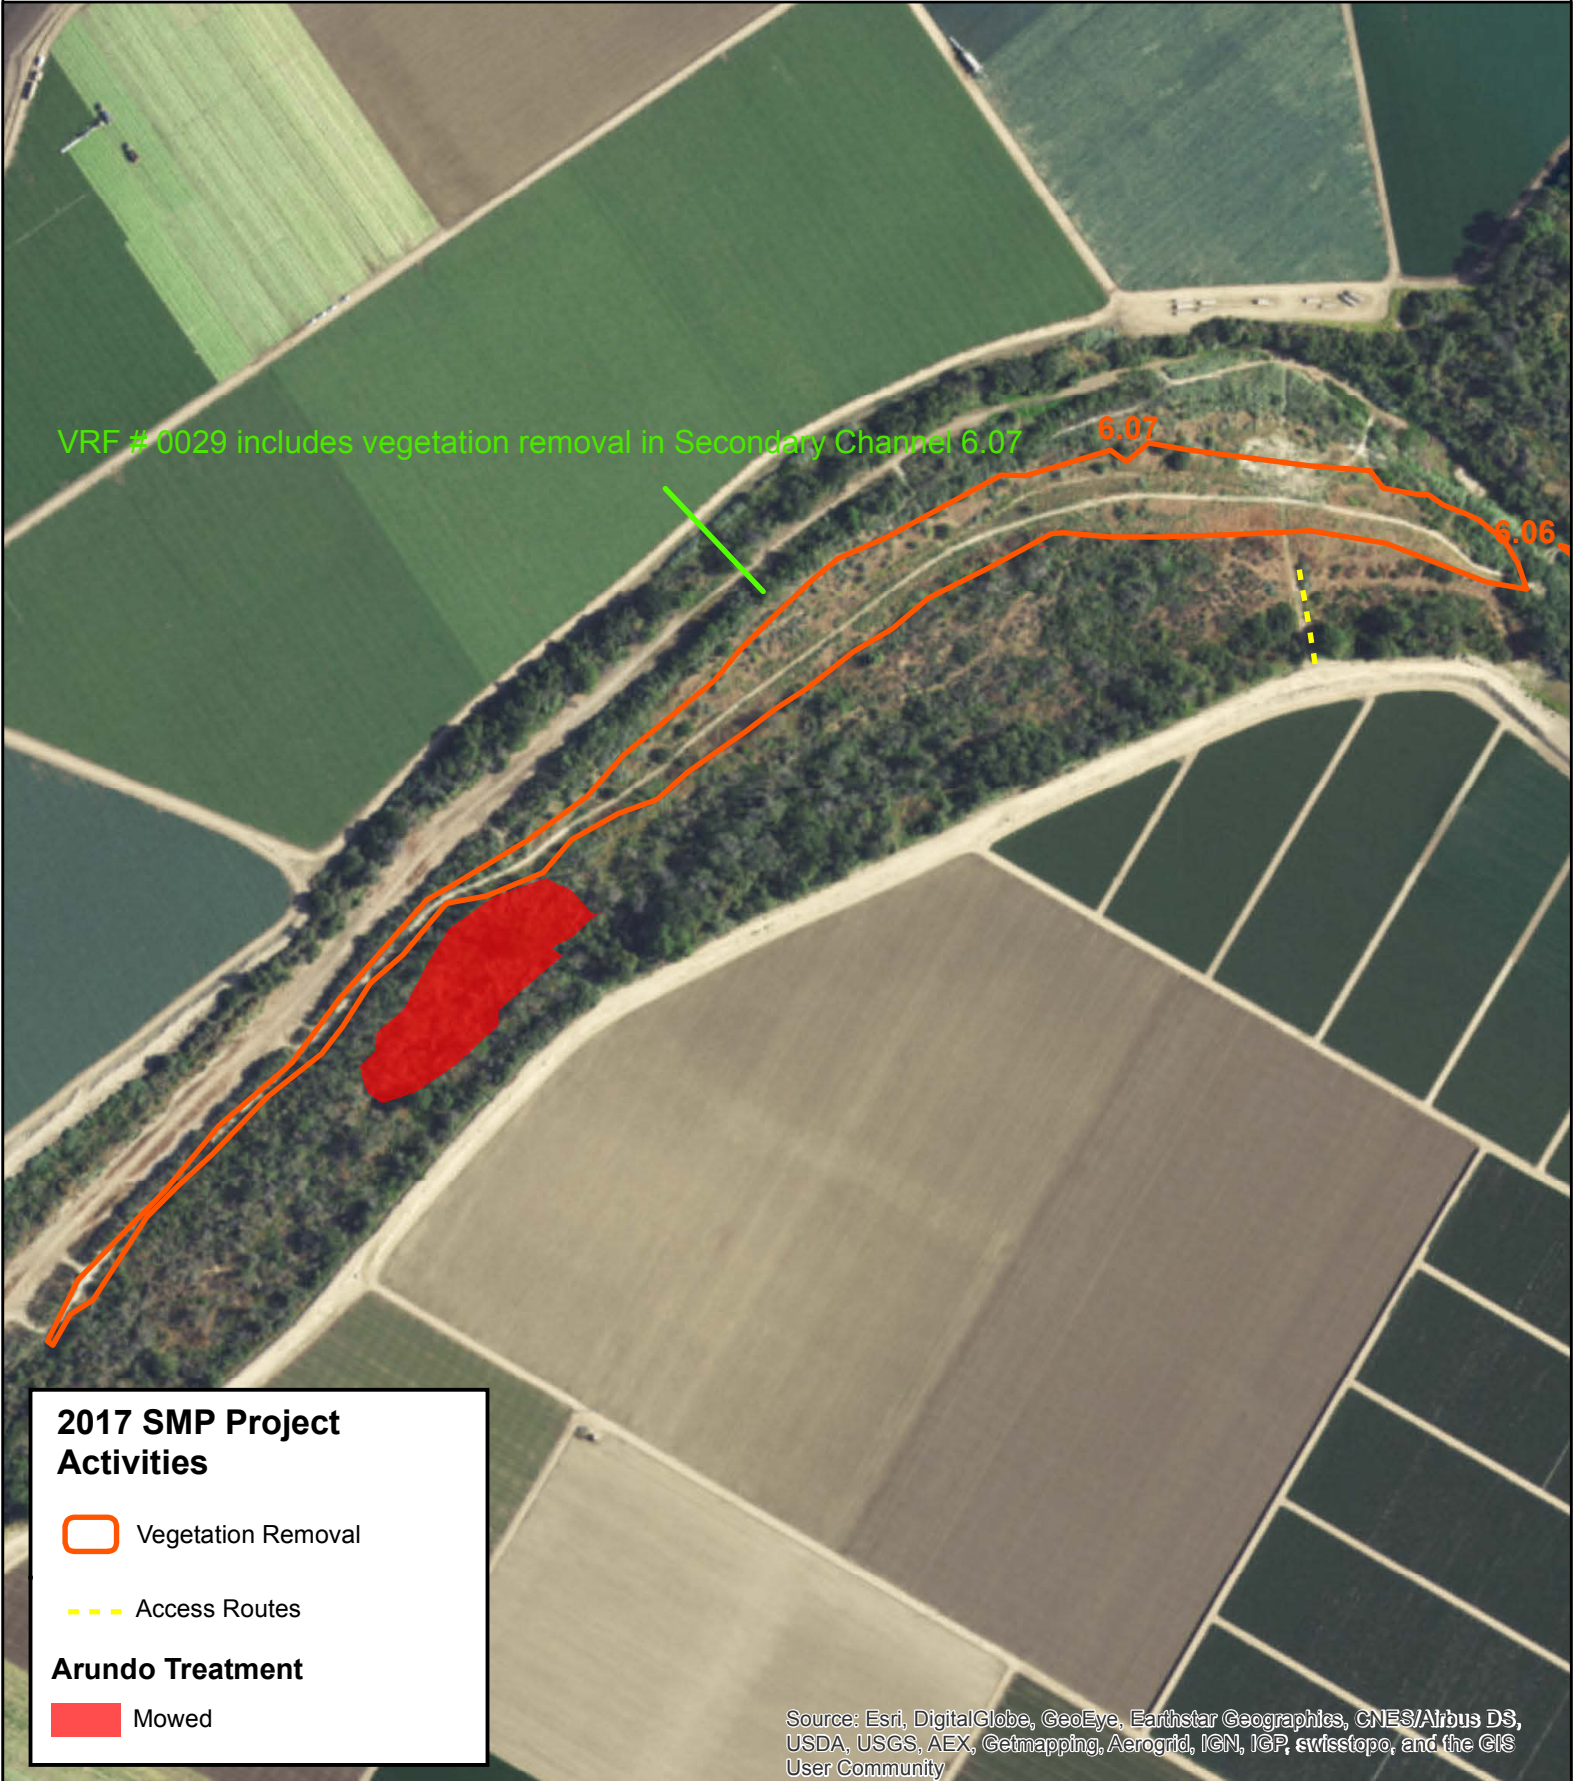 VRF # 0029 includes vegetation removal in Secondary Channel 6.07
6.07
6.06
2017 SMP Project
Activities
Vegetation Removal
Access Routes
Arundo Treatment
Mowed
Source: Esri, DigitalGlobe, GeoEye, Earthstar Geographics, CNES/Airbus DS,
USDA, USGS, AEX, Getmapping, Aerogrid, IGN, IGP, swisstopo, and the GIS
User Community